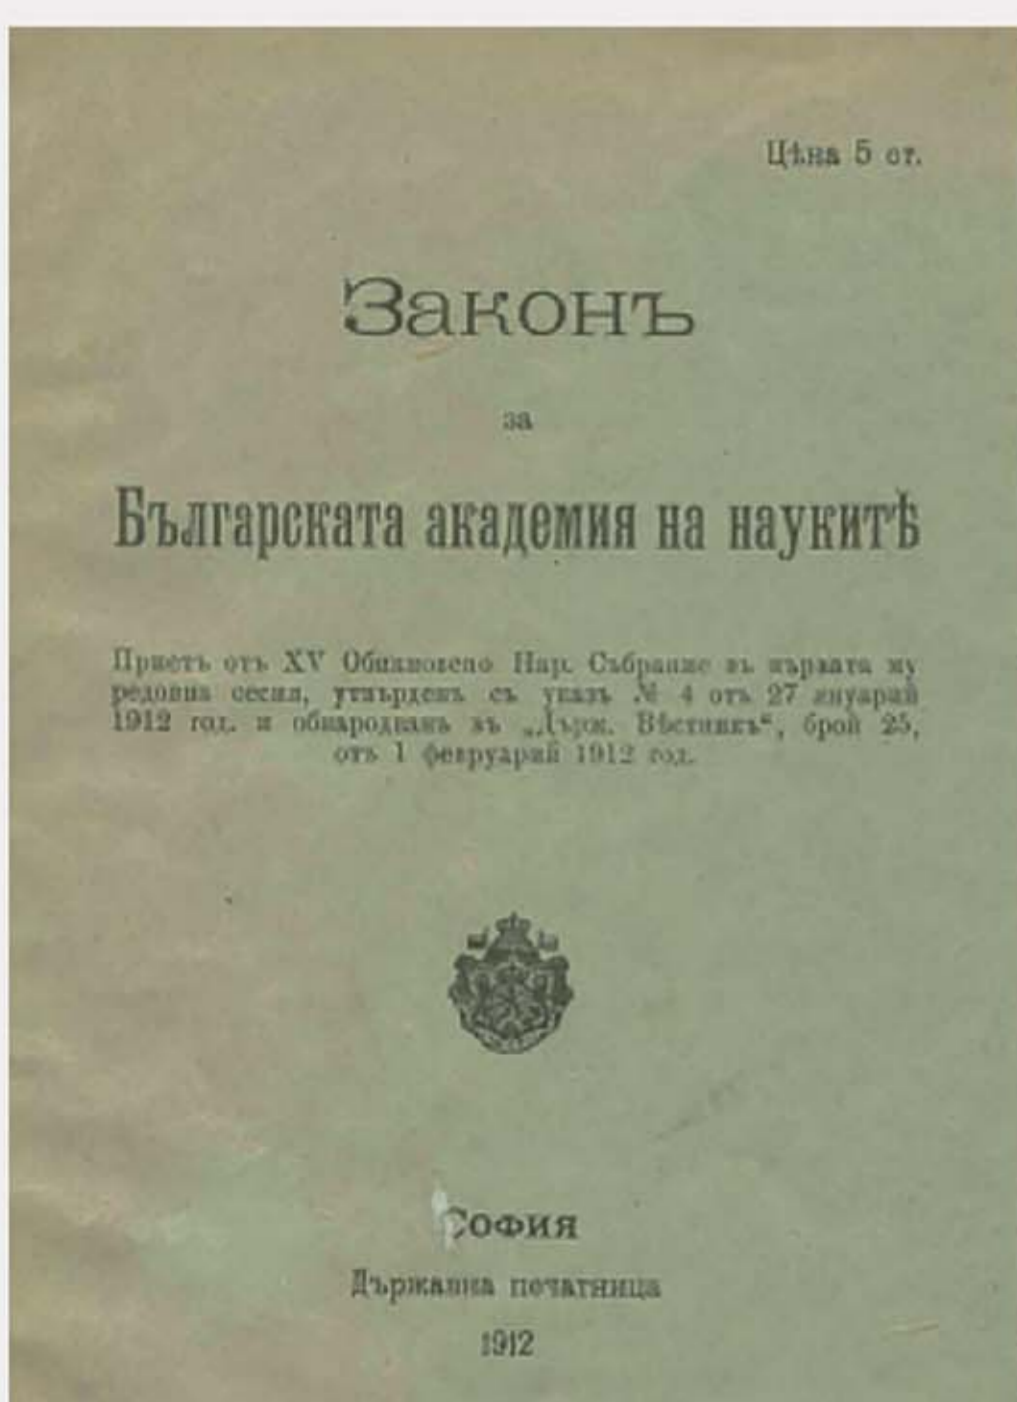 Цѣна 5 ст.
Законъ
за
Българската академия на наукитѣ
Приетъ отъ XV Обикновено Нар. Събрание въ първата му
редовна сесия, утвърденъ съ указъ № 4 отъ 27 януарий
1912 год. и обнародванъ въ „Държ. Вѣстникъ“, брой 25,
отъ 1 февруарий 1912 год.
СОФИЯ
Държавна печатница
1912